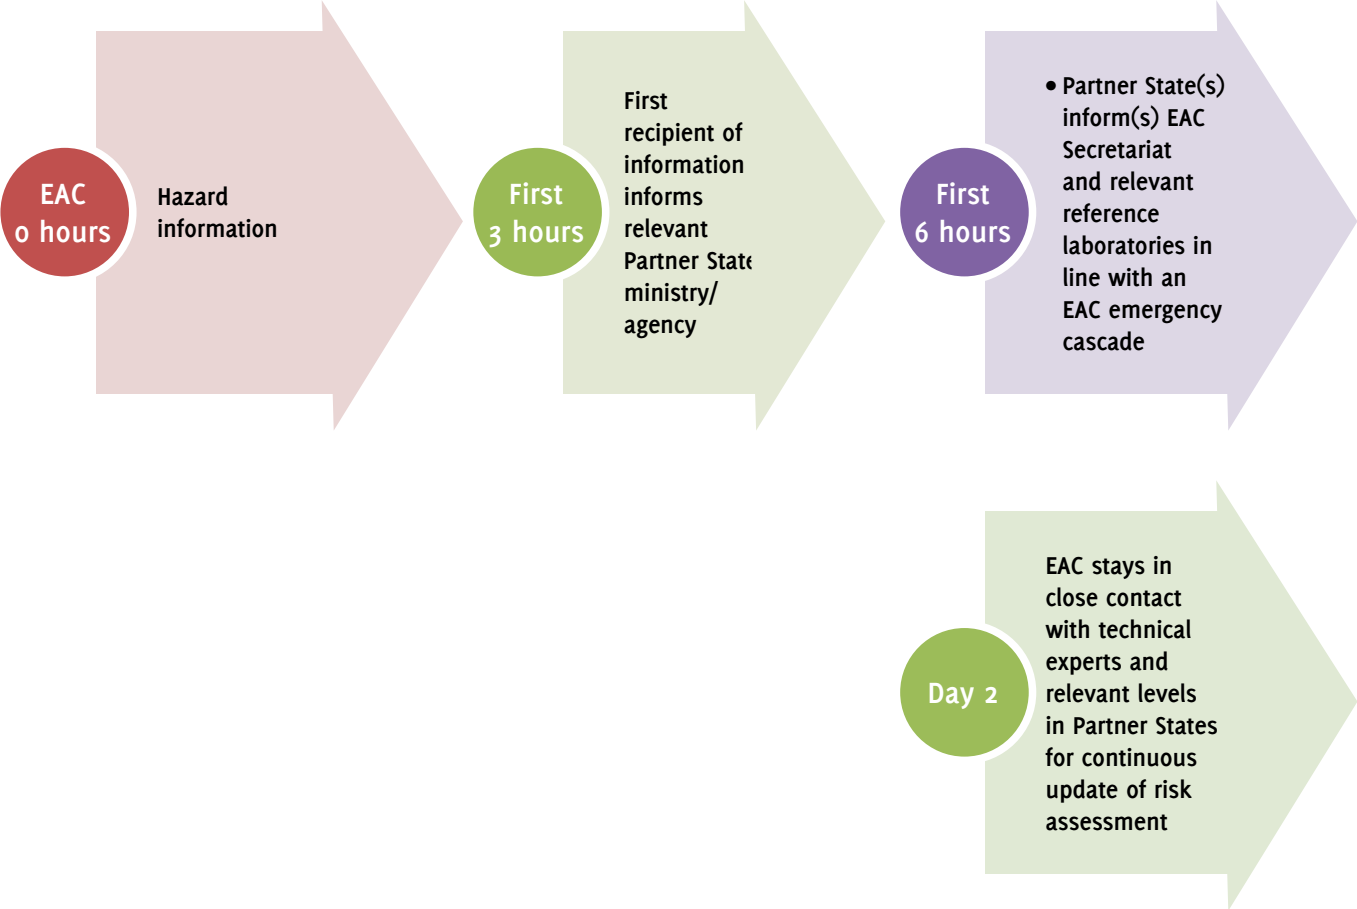 EAC
0 hours
Hazard
information
First
3 hours
First
recipient of
information
informs
relevant
Partner State
ministry/
agency
First
6 hours
• Partner State(s)
inform(s) EAC
Secretariat
and relevant
reference
laboratories in
line with an
EAC emergency
cascade
Day 2
EAC stays in
close contact
with technical
experts and
relevant levels
in Partner States
for continuous
update of risk
assessment